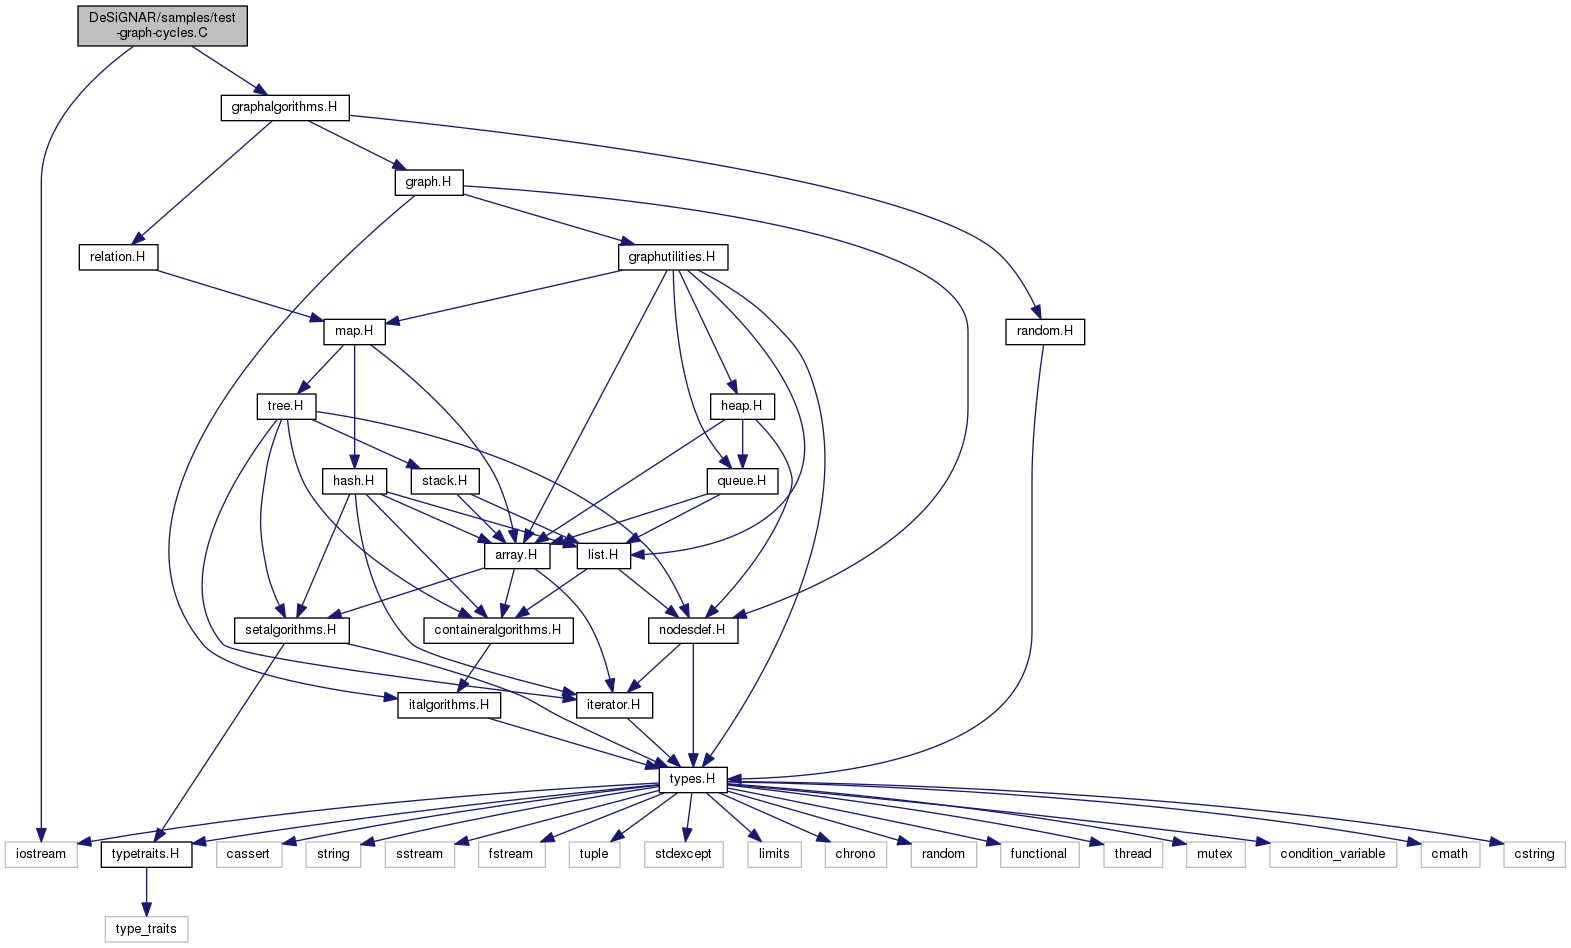 DeSiGNAR/samples/test
-graph-cycles.C
graphalgorithms.H
graph.H
relation.H
graphutilities.H
map.H
random.H
tree.H
heap.H
hash.H
stack.H
queue.H
array.H
list.H
setalgorithms.H
containeralgorithms.H
nodesdef.H
italgorithms.H
iterator.H
types.H
iostream
typetraits.H
cassert
string
sstream
fstream
tuple
stdexcept
limits
chrono
random
functional
thread
mutex
condition_variable
cmath
cstring
type_traits